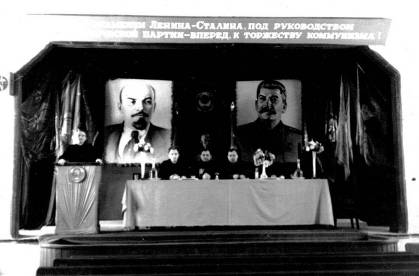 ЛЕНИНА-СТАЛИНА, ПОД РУКОВОДСТВОМ
ПАРТИИ-ВПЕРЕД, К ТОРЖЕСТВУ КОММУНИЗМА!